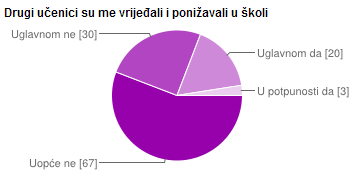 Drugi učenici su me vrijeđali i ponižavali u školi
Uglavnom ne [30]
Uglavnom da [20]
U potpunosti da [3]
Uopće ne [67]